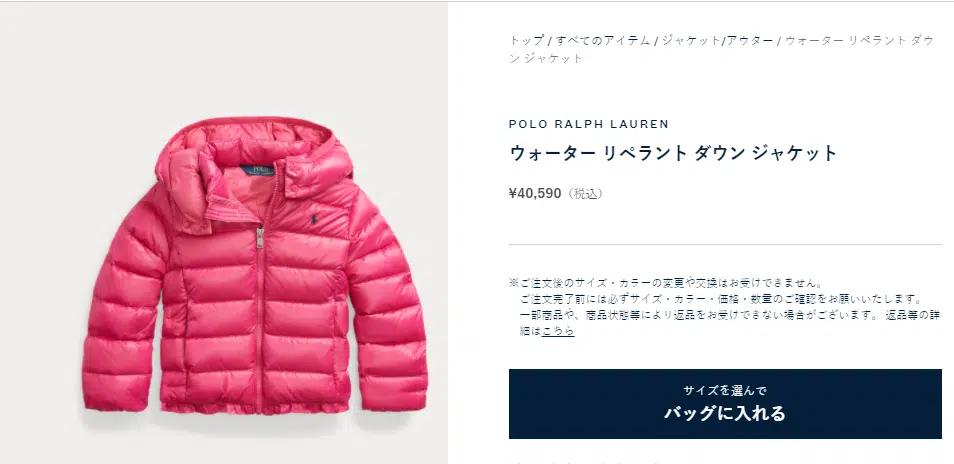 トップ / すべてのアイテム / ジャケット/アウター / ウォーター リペラント ダウ
ン ジャケット
POLO RALPH LAUREN
ウォーター リペラント ダウン ジャケット
¥40,590（税込）
※ご注文後のサイズ・カラーの変更や交換はお受けできません。
ご注文完了前には必ずサイズ・カラー・価格・数量のご確認をお願いいたします。
一部商品や、商品状態等により返品をお受けできない場合がございます。 返品等の詳
細はこちら
サイズを選んで
バッグに入れる
POLO